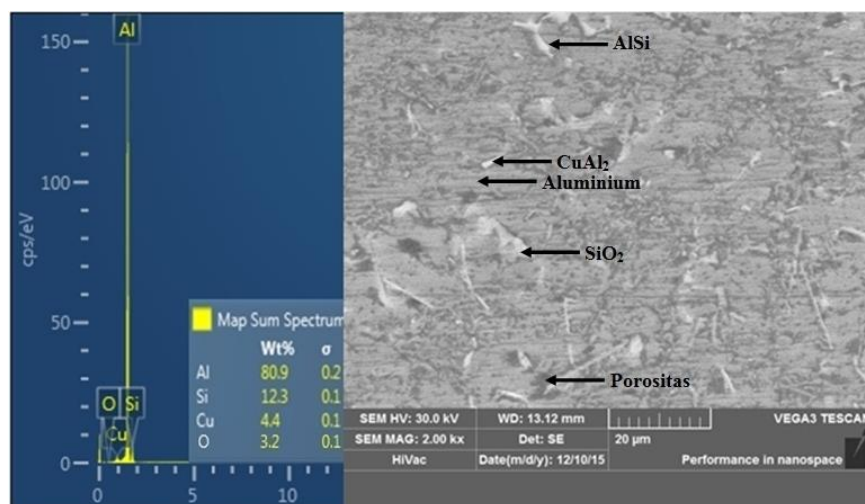 Al
150
100
cps/eV
50
O Si
Cu
0
0 5 10
Map Sum Spectrum
Wt% σ
Al 80.9 0.2
Si 12.3 0.1
Cu 4.4 0.1
O 3.2 0.1
AlSi
CuAl₂
Aluminium
SiO₂
Porositas
SEM HV: 30.0 kV WD: 13.12 mm VEGA3 TESCAN
SEM MAG: 2.00 kx Det: SE 20 µm
HiVac Date(m/d/y): 12/10/15 Performance in nanospace